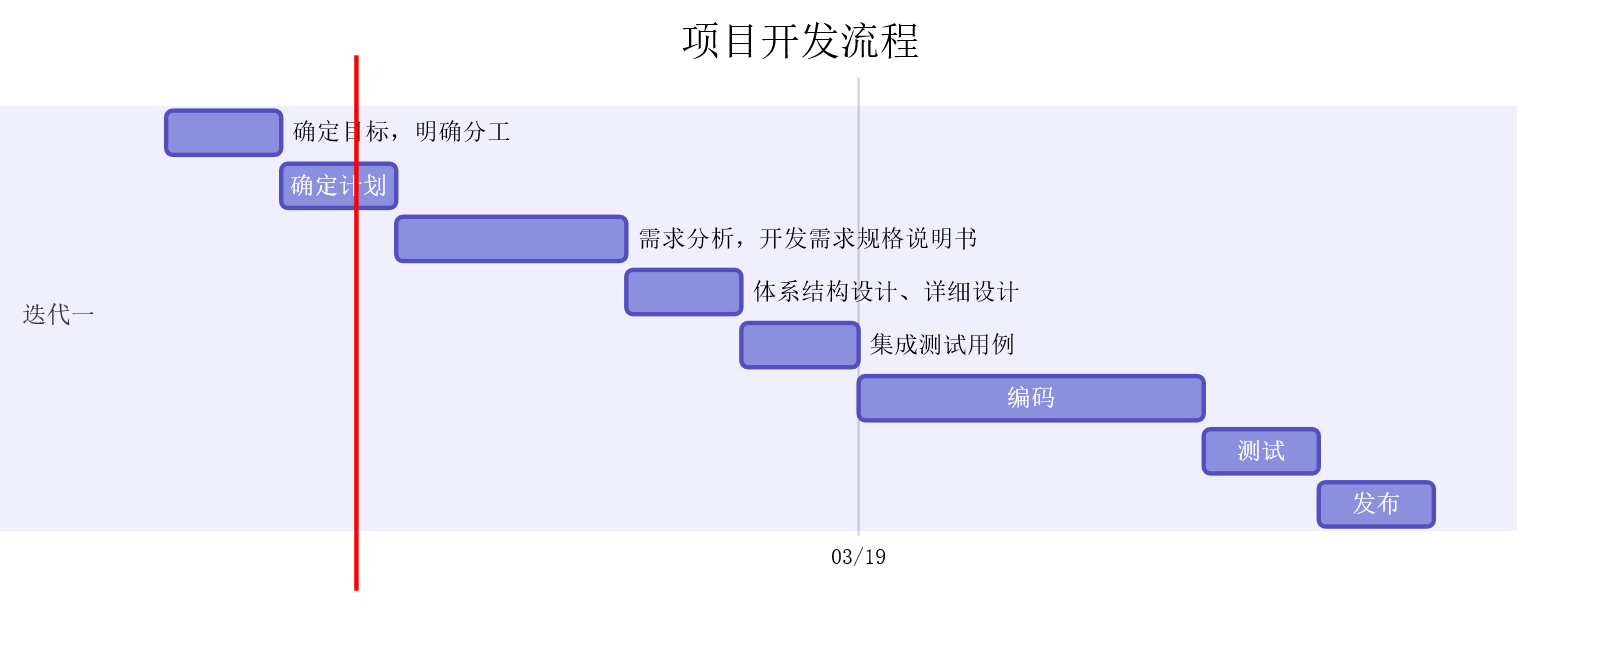 项目开发流程
确定目标，明确分工
确定计划
需求分析，开发需求规格说明书
体系结构设计、详细设计
迭代一
集成测试用例
编码
测试
发布
03/19